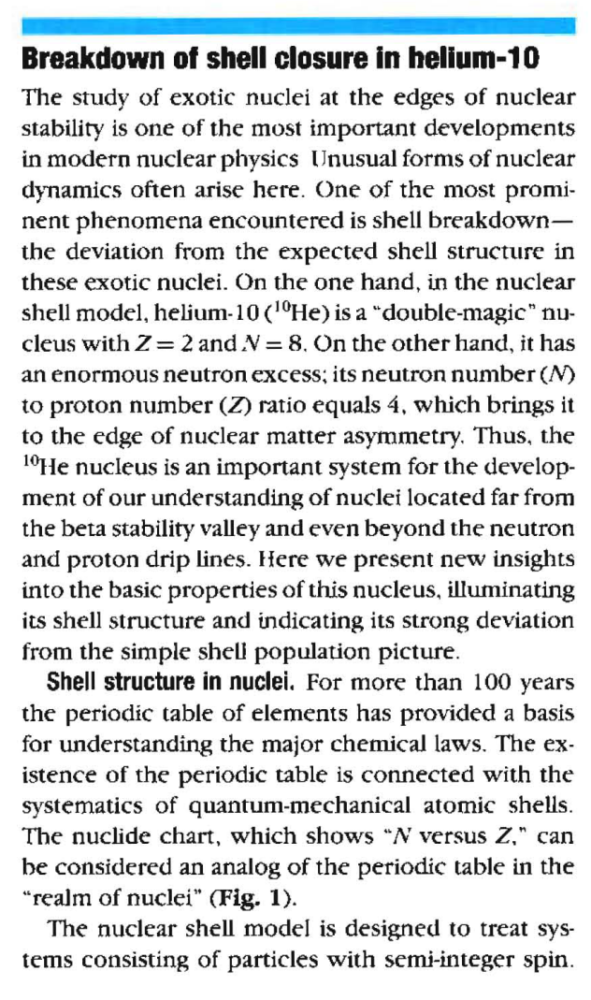 Breakdown of shell closure in helium-10
The study of exotic nuclei at the edges of nuclear
stability is one of the most important developments
in modern nuclear physics Unusual forms of nuclear
dynamics often arise here. One of the most promi-
nent phenomena encountered is shell breakdown—
the deviation from the expected shell structure in
these exotic nuclei. On the one hand, in the nuclear
shell model, helium-10 (¹⁰He) is a "double-magic" nu-
cleus with Z = 2 and N = 8. On the other hand, it has
an enormous neutron excess; its neutron number (N)
to proton number (Z) ratio equals 4, which brings it
to the edge of nuclear matter asymmetry. Thus, the
¹⁰He nucleus is an important system for the develop-
ment of our understanding of nuclei located far from
the beta stability valley and even beyond the neutron
and proton drip lines. Here we present new insights
into the basic properties of this nucleus, illuminating
its shell structure and indicating its strong deviation
from the simple shell population picture.
Shell structure in nuclei. For more than 100 years
the periodic table of elements has provided a basis
for understanding the major chemical laws. The ex-
istence of the periodic table is connected with the
systematics of quantum-mechanical atomic shells.
The nuclide chart, which shows "N versus Z," can
be considered an analog of the periodic table in the
"realm of nuclei" (Fig. 1).
The nuclear shell model is designed to treat sys-
tems consisting of particles with semi-integer spin.